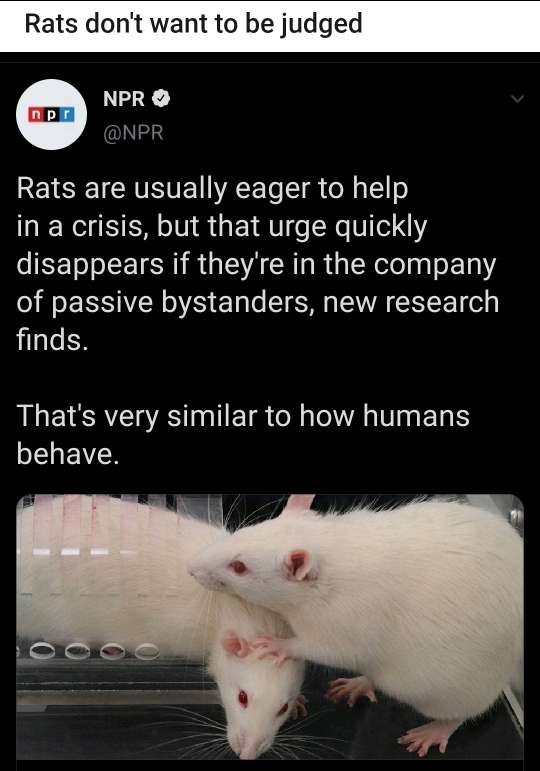 Rats don't want to be judged
npr
NPR
@NPR
Rats are usually eager to help
in a crisis, but that urge quickly
disappears if they're in the company
of passive bystanders, new research
finds.
That's very similar to how humans
behave.